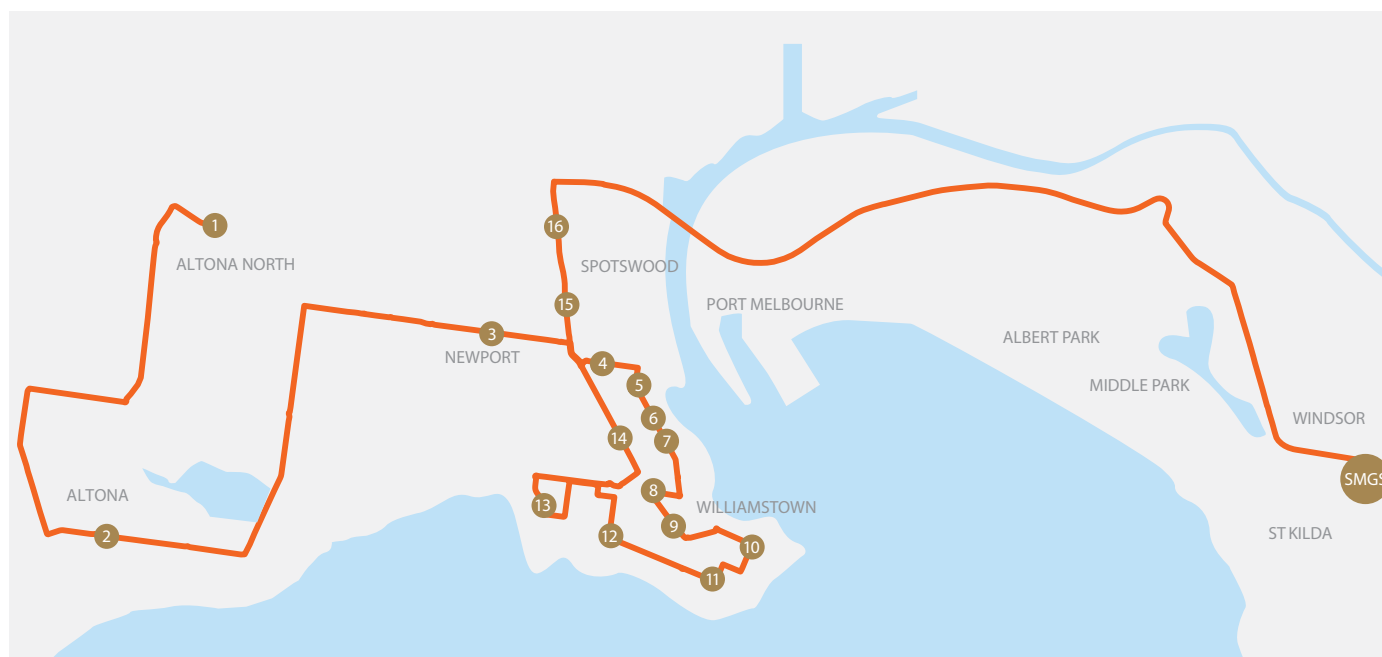 1
ALTONA NORTH
16
SPOTSWOOD
15
PORT MELBOURNE
3
NEWPORT
ALBERT PARK
4
5
MIDDLE PARK
6
WINDSOR
7
14
SMGS
8
ALTONA
13
WILLIAMSTOWN
9
2
12
10
ST KILDA
11